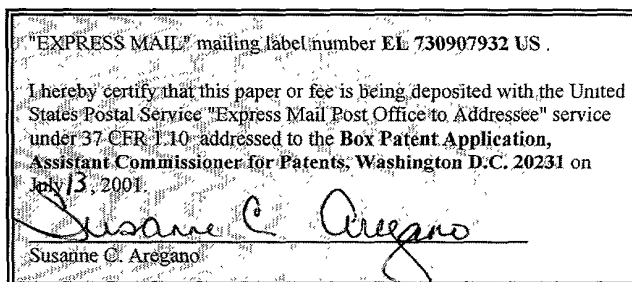 "EXPRESS MAIL" mailing label number EL 730907932 US .
I hereby certify that this paper or fee is being deposited with the United
States Postal Service "Express Mail Post Office to Addressee" service
under 37 CFR 1.10 addressed to the Box Patent Application,
Assistant Commissioner for Patents, Washington D.C. 20231 on
July 13, 2001.
Susanne C Aregano
Susanne C. Aregano